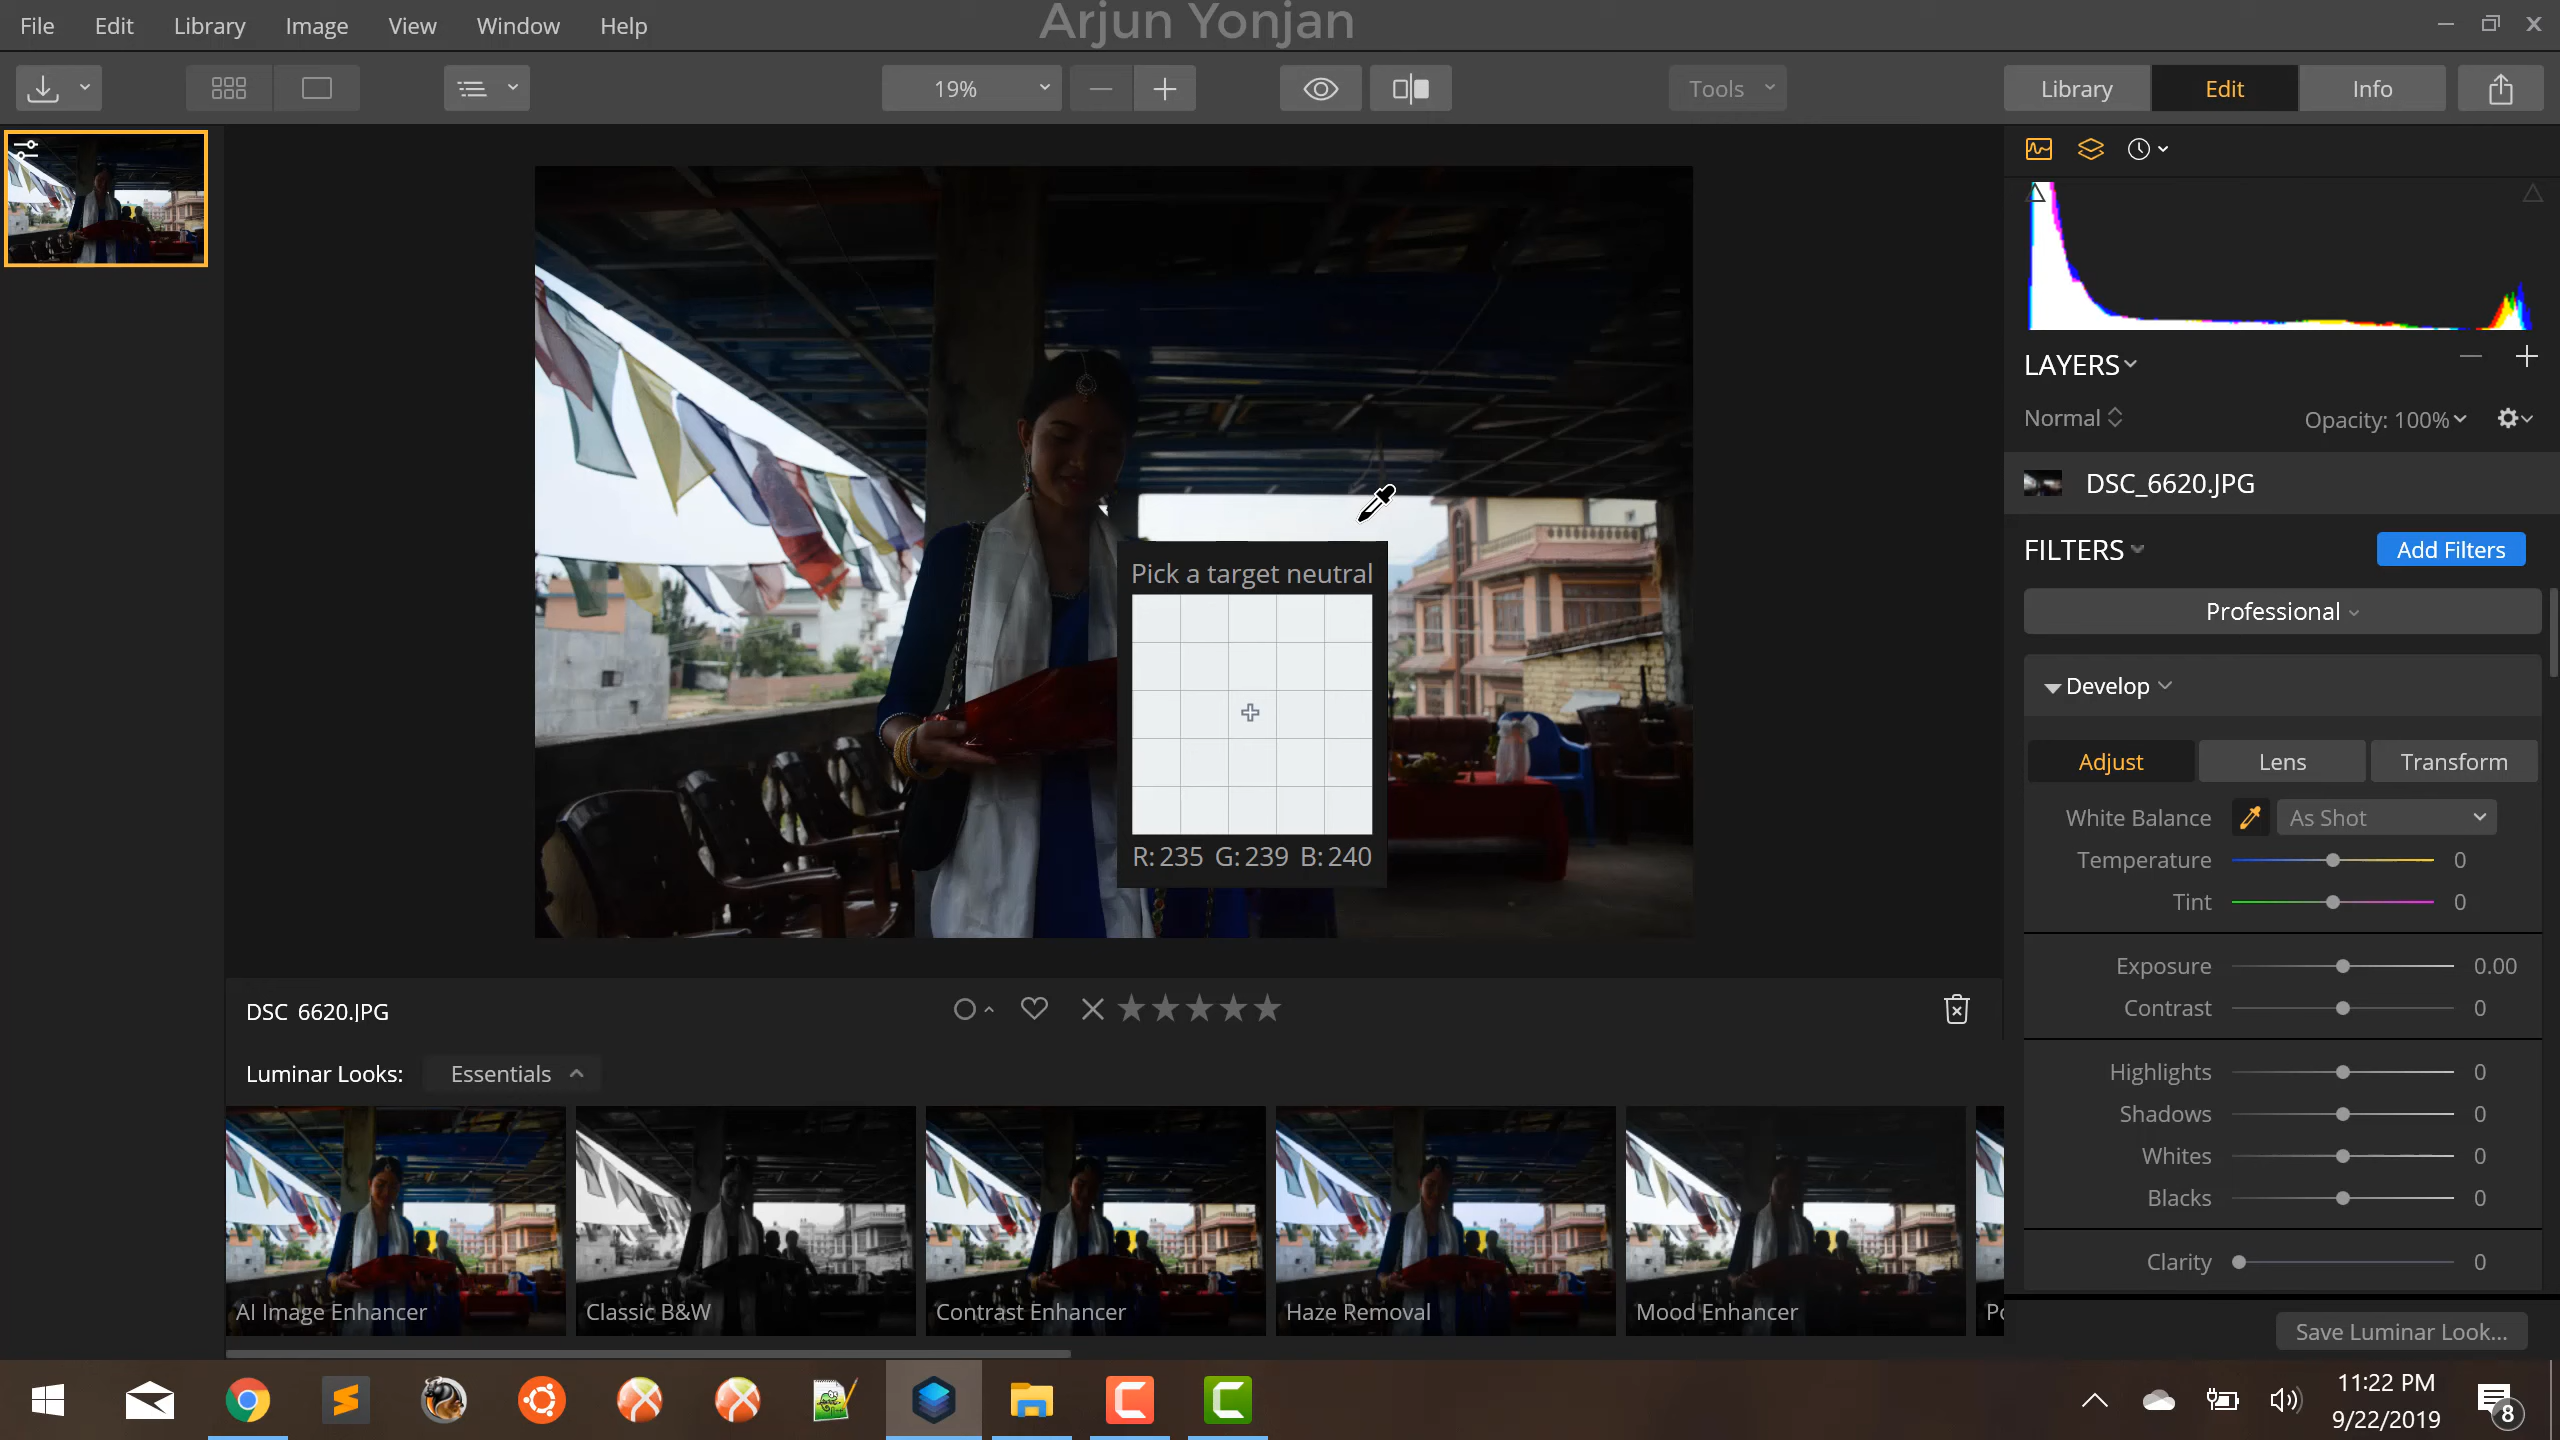 File Edit Library Image View Window Help
Arjun Yonjan
19%
Tools
Library Edit Info
LAYERS
Normal
Opacity: 100%
DSC_6620.JPG
FILTERS
Add Filters
Professional
Develop
Adjust Lens Transform
White Balance As Shot
Temperature 0
Tint 0
Exposure 0.00
Contrast 0
Highlights 0
Shadows 0
Whites 0
Blacks 0
Clarity 0
Save Luminar Look...
Pick a target neutral
R: 235 G: 239 B: 240
DSC_6620.JPG
Luminar Looks: Essentials
AI Image Enhancer
Classic B&W
Contrast Enhancer
Haze Removal
Mood Enhancer
11:22 PM
9/22/2019
8